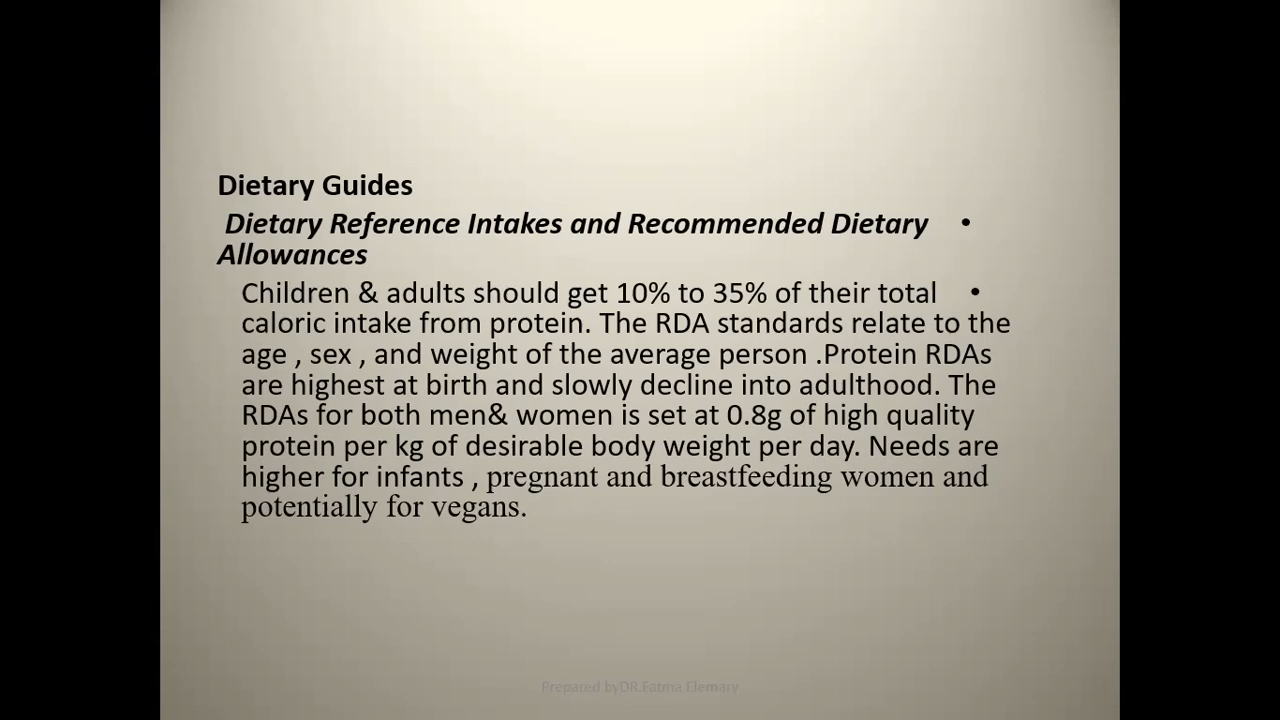 Dietary Guides
Dietary Reference Intakes and Recommended Dietary •
Allowances
Children & adults should get 10% to 35% of their total •
caloric intake from protein. The RDA standards relate to the
age , sex , and weight of the average person .Protein RDAs
are highest at birth and slowly decline into adulthood. The
RDAs for both men& women is set at 0.8g of high quality
protein per kg of desirable body weight per day. Needs are
higher for infants , pregnant and breastfeeding women and
potentially for vegans.
Prepared byDR.Fatma Elemary